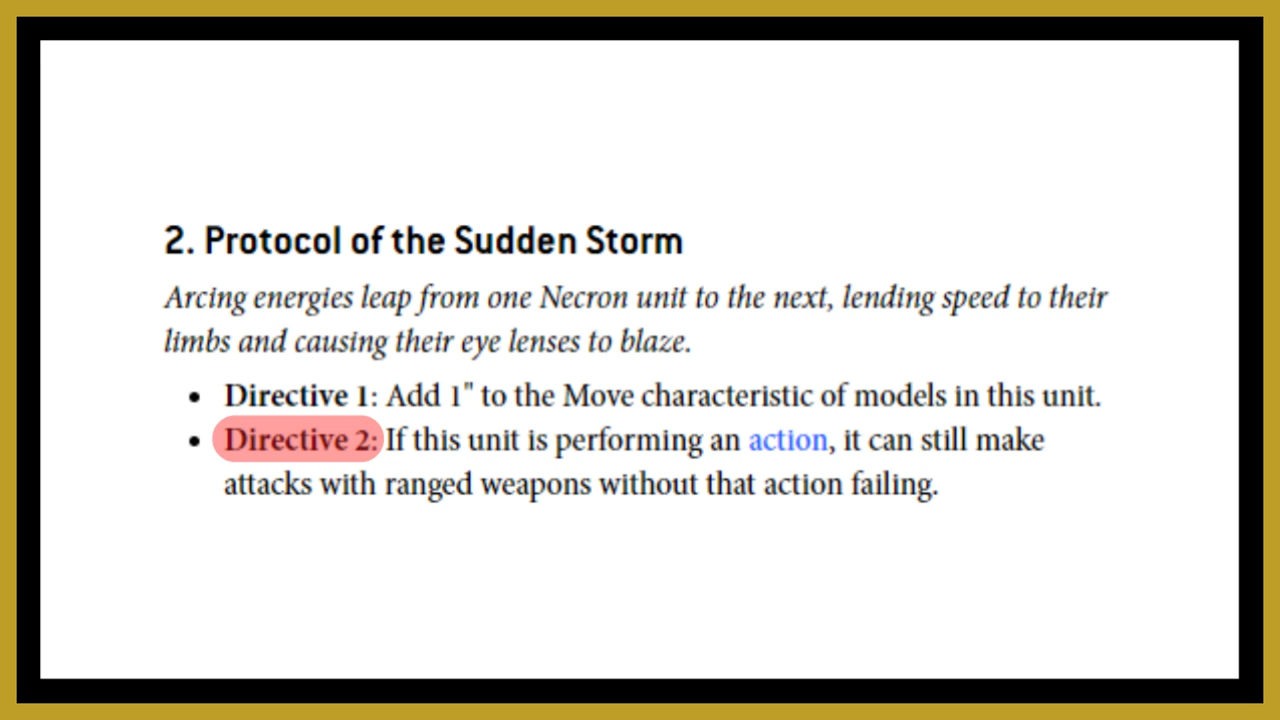 2. Protocol of the Sudden Storm
Arcing energies leap from one Necron unit to the next, lending speed to their
limbs and causing their eye lenses to blaze.
• Directive 1: Add 1" to the Move characteristic of models in this unit.
• Directive 2: If this unit is performing an action, it can still make
attacks with ranged weapons without that action failing.